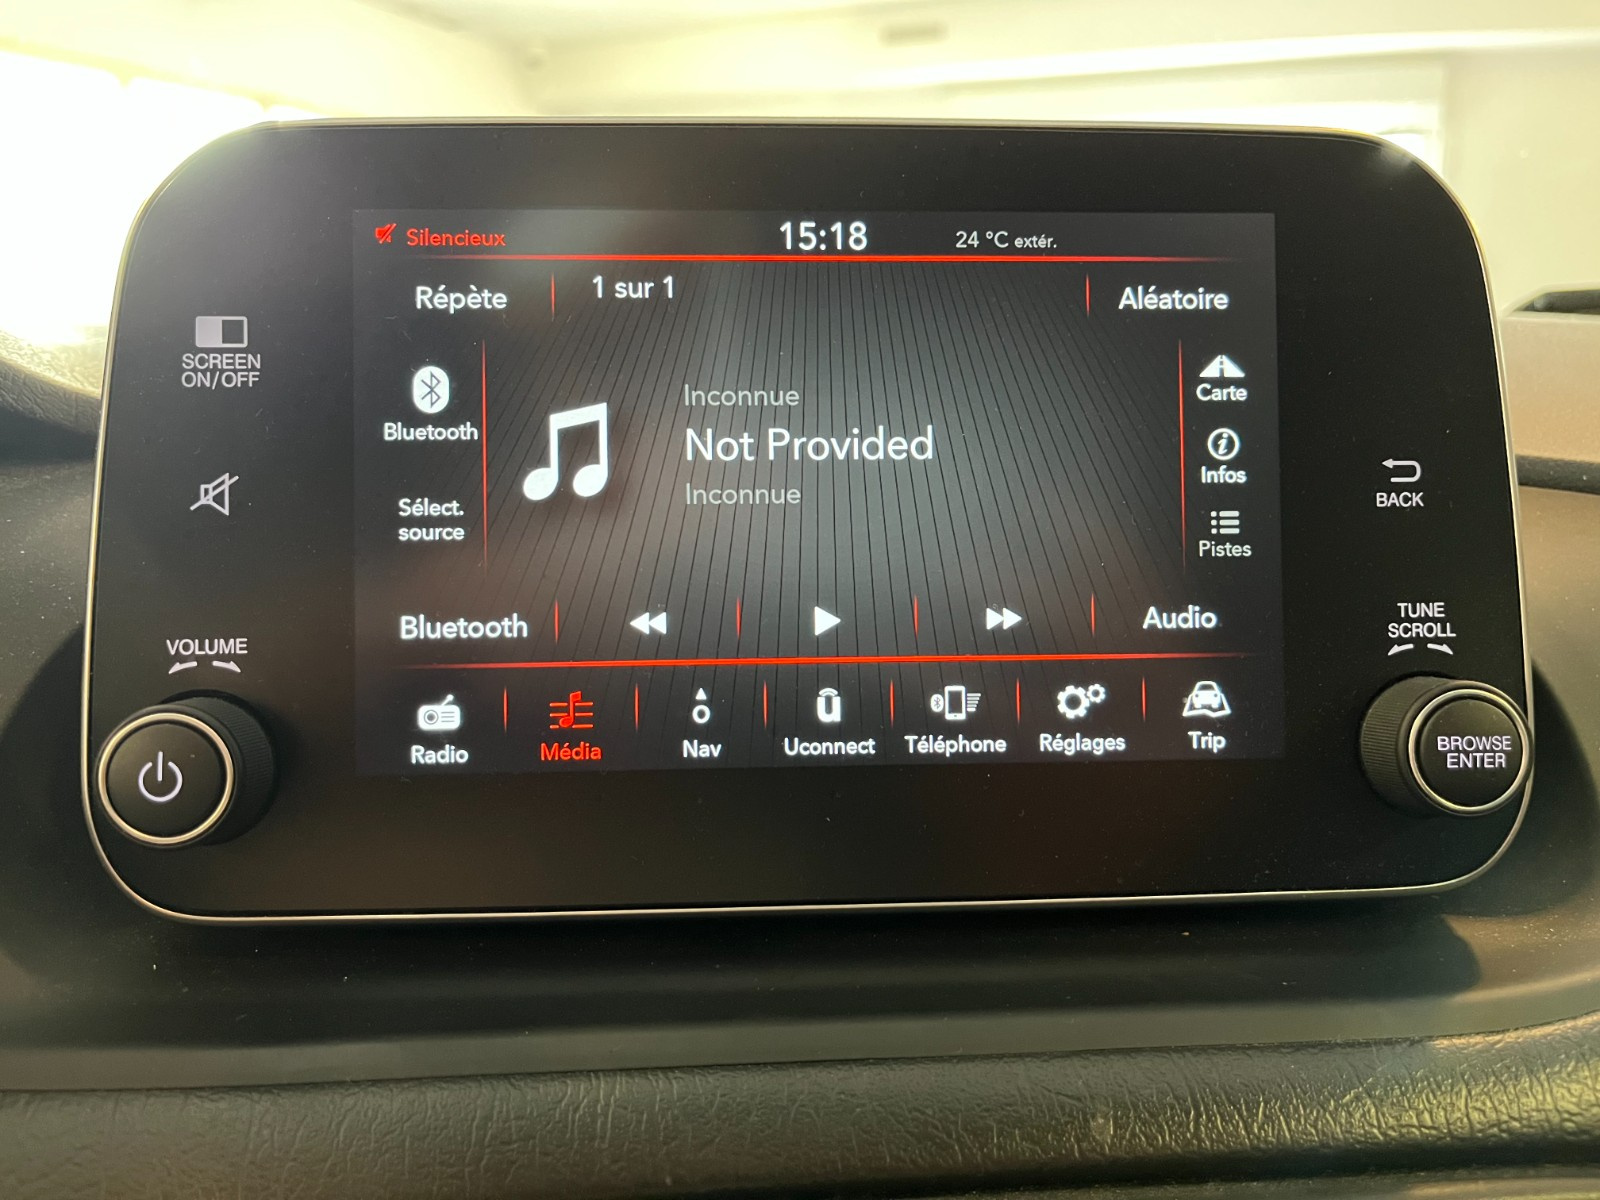 Silencieux
15:18
24 °C extér.
Répète
1 sur 1
Aléatoire
SCREEN
ON/OFF
Bluetooth
Sélect.
source
Inconnue
Not Provided
Inconnue
Carte
Infos
Pistes
BACK
VOLUME
TUNE
SCROLL
Bluetooth
Audio
Radio
Média
Nav
Uconnect
Téléphone
Réglages
Trip
BROWSE
ENTER